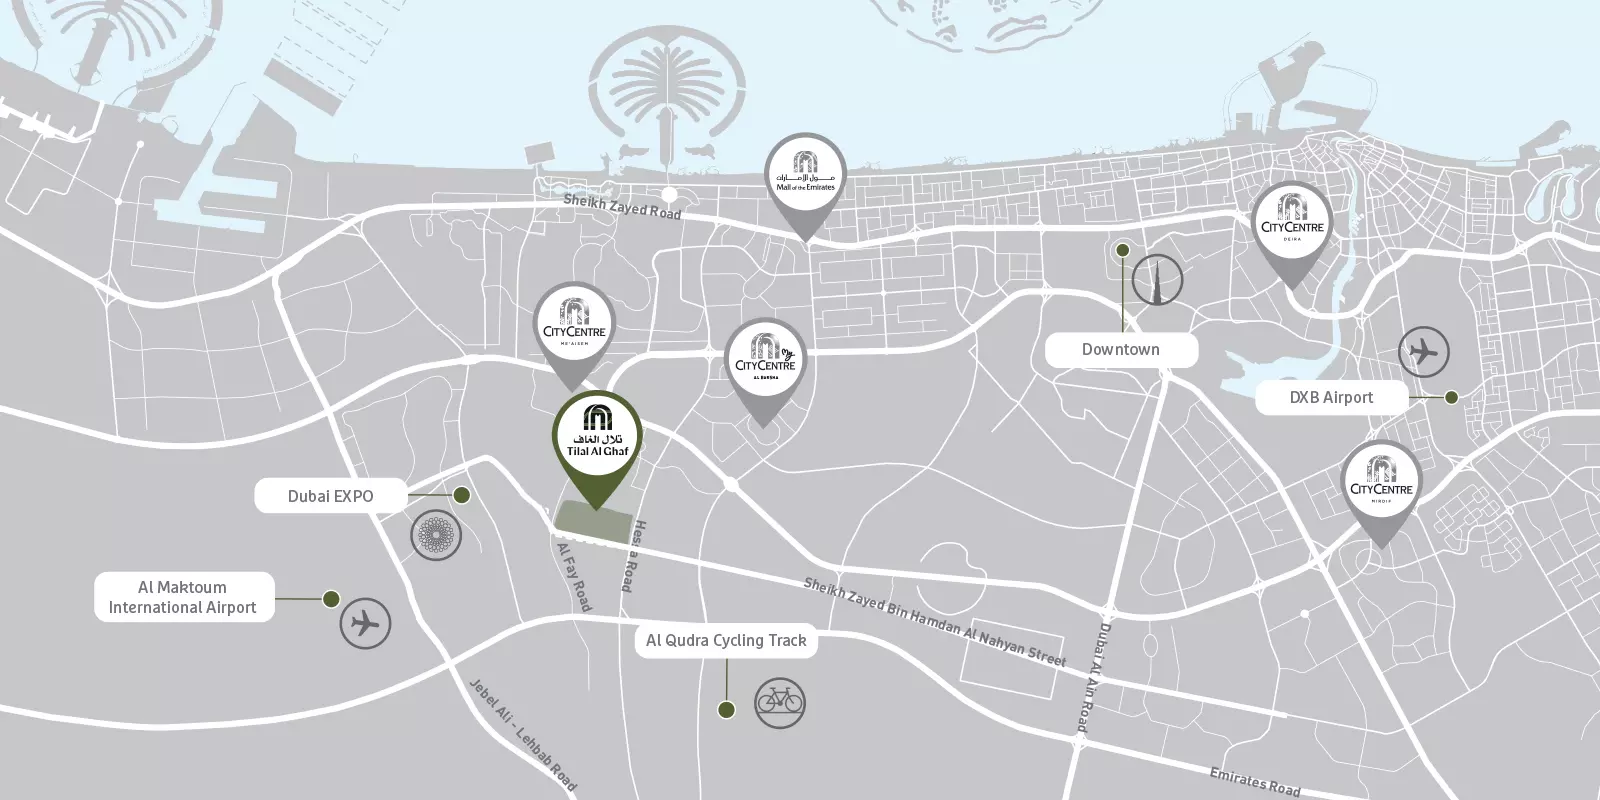 مول الإمارات
Mall of the Emirates
Sheikh Zayed Road
CITY CENTRE
DEIRA
CITY CENTRE
ME'AISEM
My
CITY CENTRE
AL BARSHA
Downtown
DXB Airport
تلال الغاف
Tilal Al Ghaf
CITY CENTRE
MIRDIF
Dubai EXPO
Hessa Road
Al Fay Road
Al Maktoum
International Airport
Sheikh Zayed Bin Hamdan Al Nahyan Street
Al Qudra Cycling Track
Dubai Al Ain Road
Jebel Ali - Lehbab Road
Emirates Road